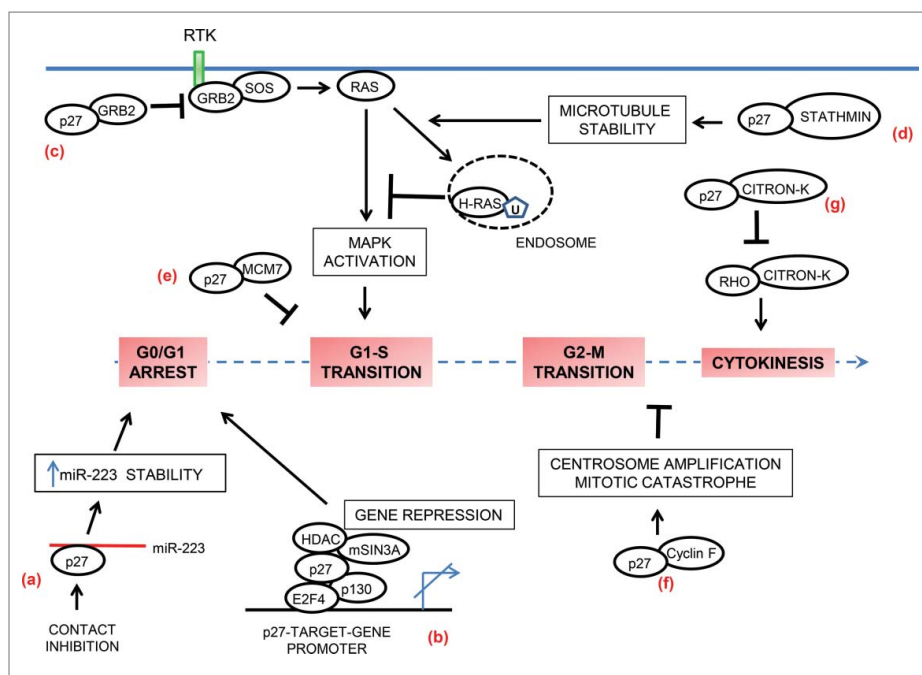 RTK
GRB2
SOS
RAS
p27
GRB2
(c)
MICROTUBULE
STABILITY
p27
STATHMIN
(d)
H-RAS
U
ENDOSOME
p27
CITRON-K
(g)
MAPK
ACTIVATION
(e)
p27
MCM7
RHO
CITRON-K
G0/G1
ARREST
G1-S
TRANSITION
G2-M
TRANSITION
CYTOKINESIS
miR-223 STABILITY
miR-223
p27
(a)
CONTACT
INHIBITION
GENE REPRESSION
HDAC
mSIN3A
p27
p130
E2F4
p27-TARGET-GENE
PROMOTER
(b)
CENTROSOME AMPLIFICATION
MITOTIC CATASTROPHE
p27
Cyclin F
(f)